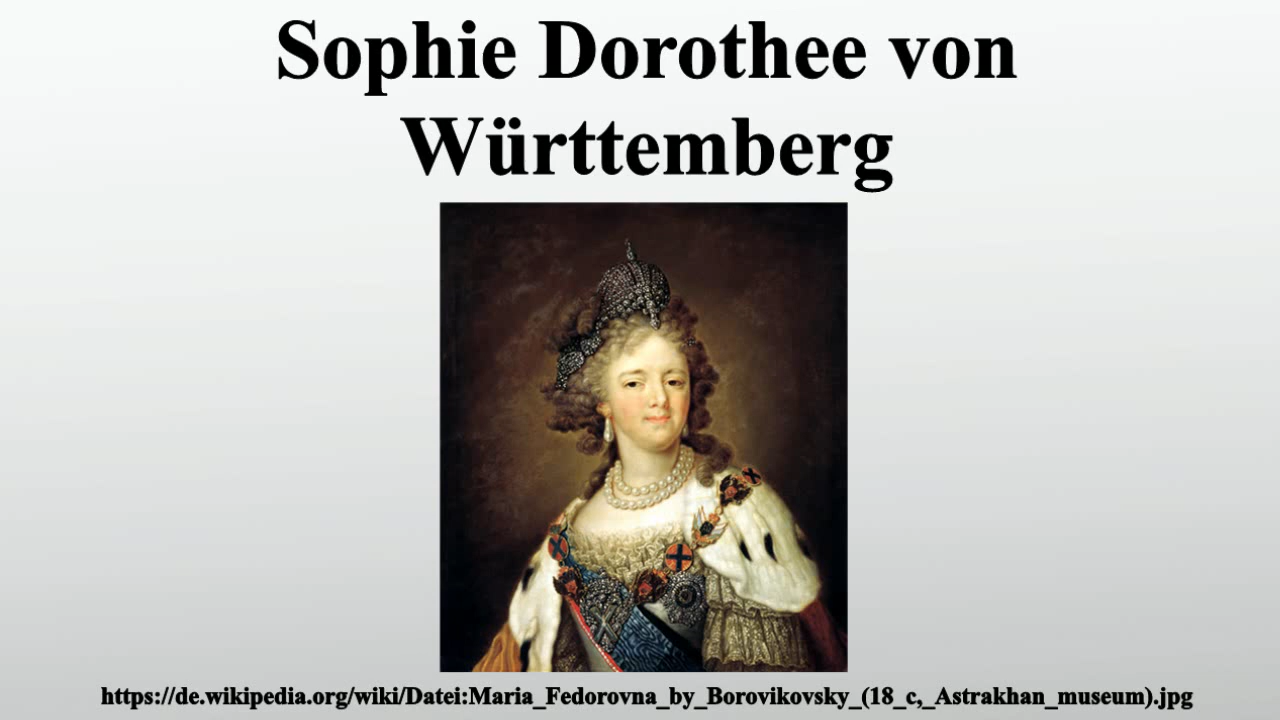 Sophie Dorothee von
Württemberg
https://de.wikipedia.org/wiki/Datei:Maria_Fedorovna_by_Borovikovsky_(18_c,_Astrakhan_museum).jpg